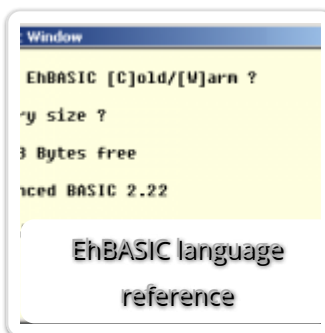 Window
EhBASIC [C]old/[W]arm ?
ry size ?
3 Bytes free
nced BASIC 2.22
EhBASIC language
reference